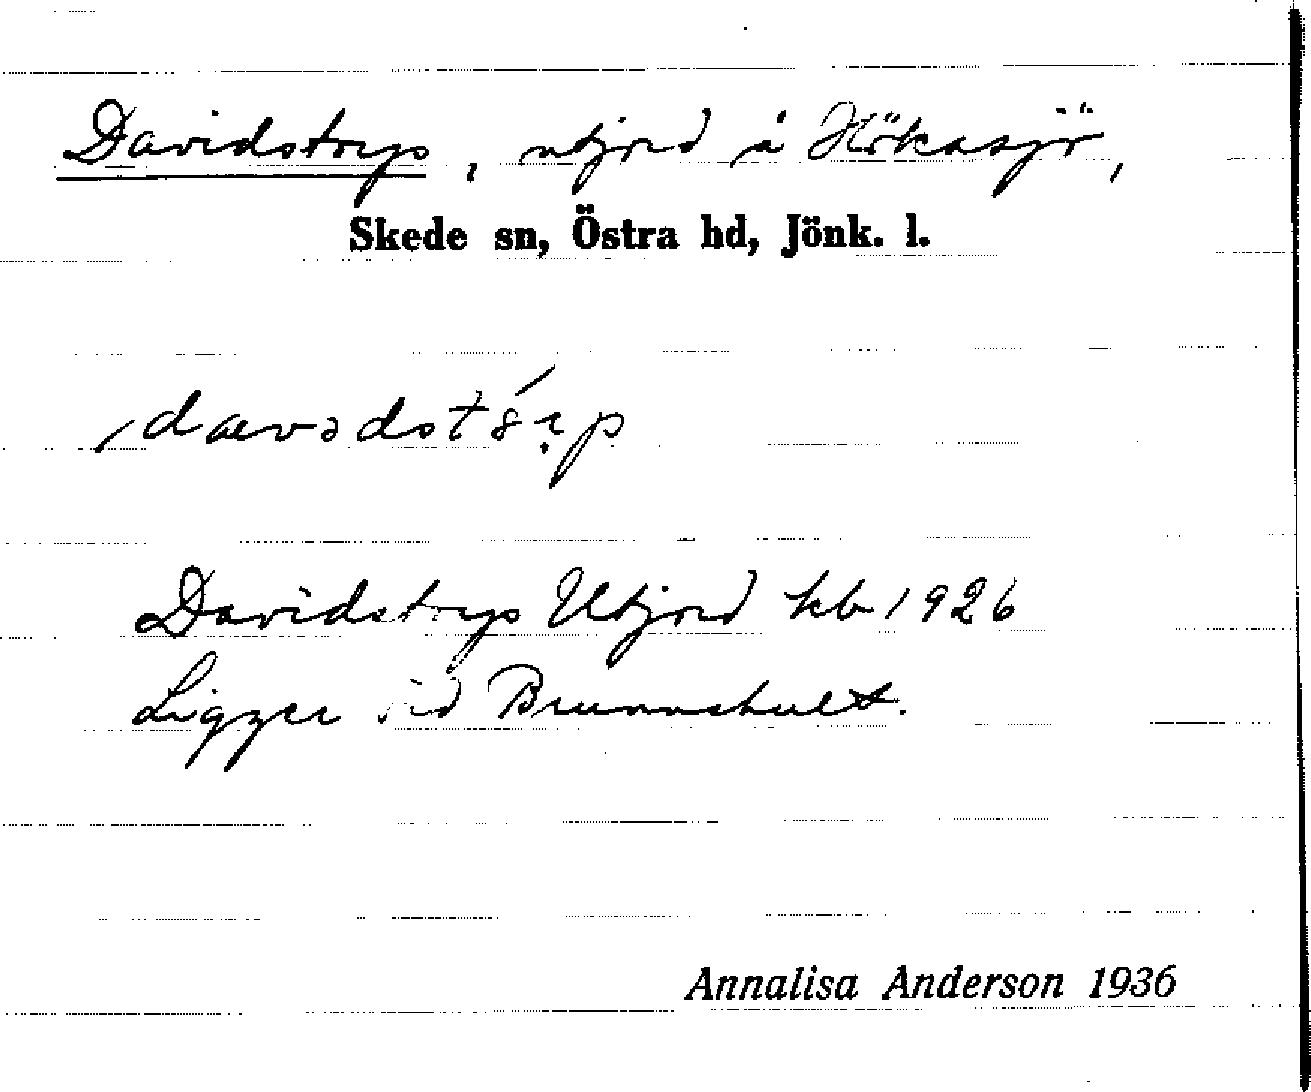 Davidstorp, utjord å Hökasjö,
Skede sn, Östra hd, Jönk. l.
Davidstorp Utjord kb 1926
Ligger vid Brunnshult.
Annalisa Anderson 1936